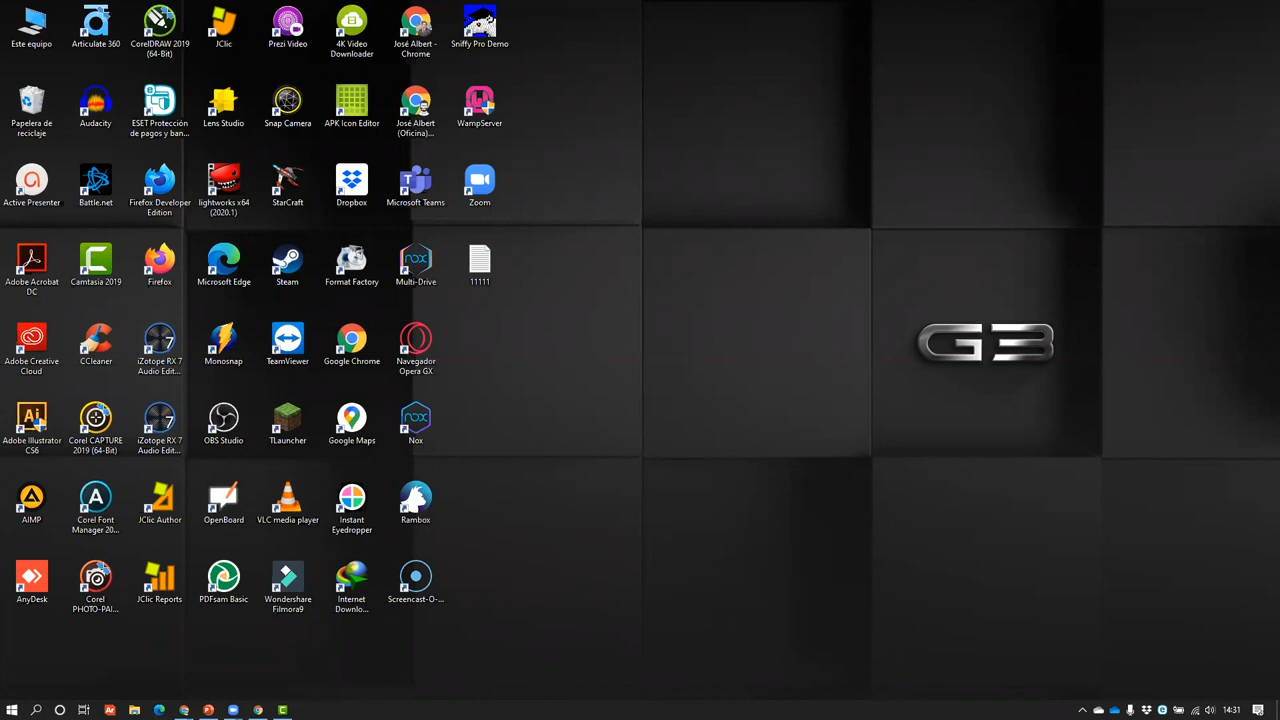 Este equipo
Articulate 360
CorelDRAW 2019
(64-Bit)
JClic
Prezi Video
4K Video
Downloader
José Albert -
Chrome
Sniffy Pro Demo
Papelera de
reciclaje
Audacity
ESET Protección
de pagos y ban...
Lens Studio
Snap Camera
APK Icon Editor
José Albert
(Oficina)...
WampServer
Active Presenter
Battle.net
Firefox Developer
Edition
lightworks x64
(2020.1)
StarCraft
Dropbox
Microsoft Teams
Zoom
Adobe Acrobat
DC
Camtasia 2019
Firefox
Microsoft Edge
Steam
Format Factory
Multi-Drive
11111
Adobe Creative
Cloud
CCleaner
iZotope RX 7
Audio Edit...
Monosnap
TeamViewer
Google Chrome
Navegador
Opera GX
G3
Adobe Illustrator
CS6
Corel CAPTURE
2019 (64-Bit)
iZotope RX 7
Audio Edit...
OBS Studio
TLauncher
Google Maps
Nox
AIMP
Corel Font
Manager 20...
JClic Author
OpenBoard
VLC media player
Instant
Eyedropper
Rambox
AnyDesk
Corel
PHOTO-PAI...
JClic Reports
PDFsam Basic
Wondershare
Filmora9
Internet
Downlo...
Screencast-O-...
14:31